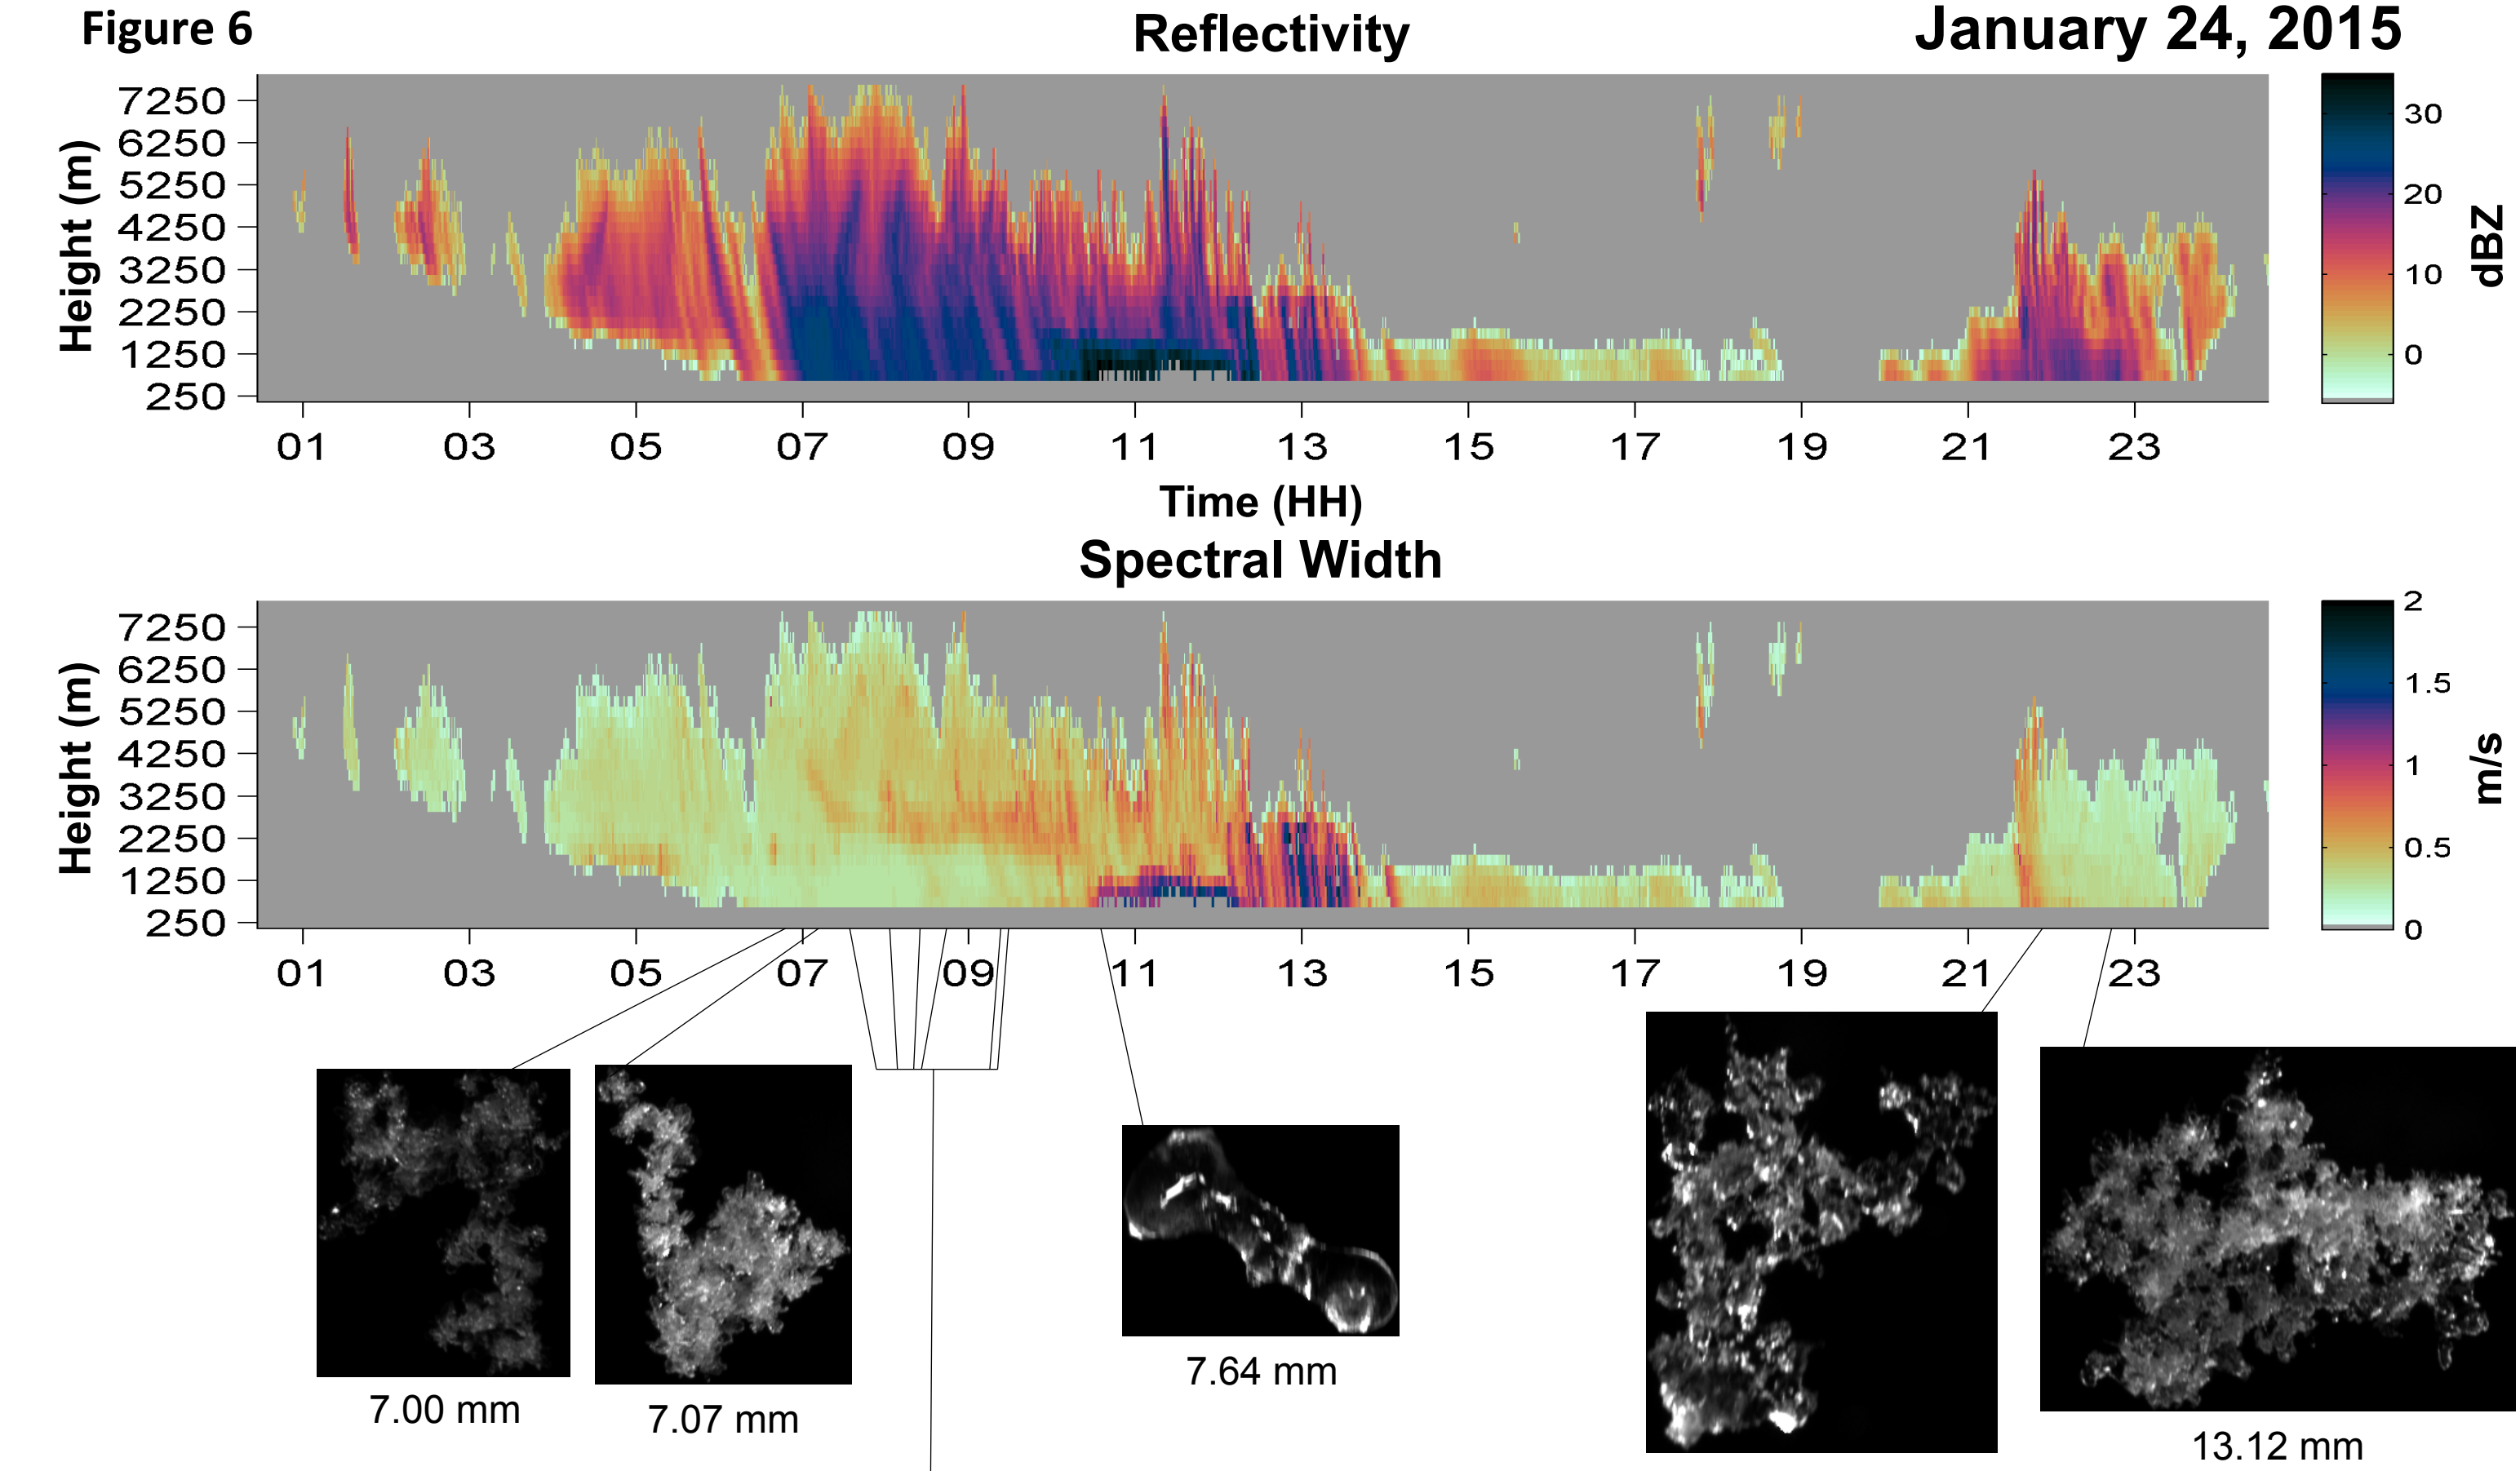 Figure 6
Reflectivity
January 24, 2015
Height (m)
7250
6250
5250
4250
3250
2250
1250
250
01 03 05 07 09 11 13 15 17 19 21 23
Time (HH)
30
20
10
0
dBZ
Spectral Width
Height (m)
7250
6250
5250
4250
3250
2250
1250
250
01 03 05 07 09 11 13 15 17 19 21 23
2
1.5
1
0.5
0
m/s
7.00 mm
7.07 mm
7.64 mm
13.12 mm